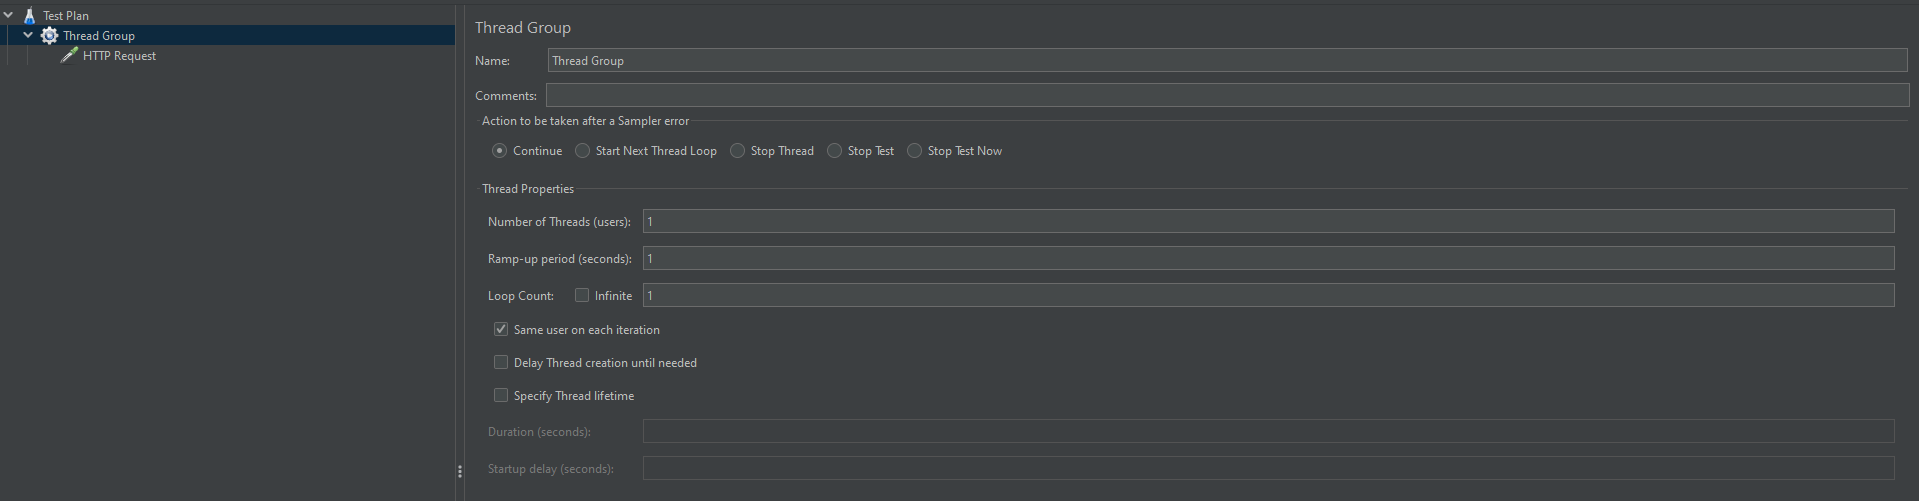 Test Plan
Thread Group
HTTP Request
Thread Group
Name: Thread Group
Comments:
Action to be taken after a Sampler error
Continue Start Next Thread Loop Stop Thread Stop Test Stop Test Now
Thread Properties
Number of Threads (users): 1
Ramp-up period (seconds): 1
Loop Count: Infinite 1
Same user on each iteration
Delay Thread creation until needed
Specify Thread lifetime
Duration (seconds):
Startup delay (seconds):